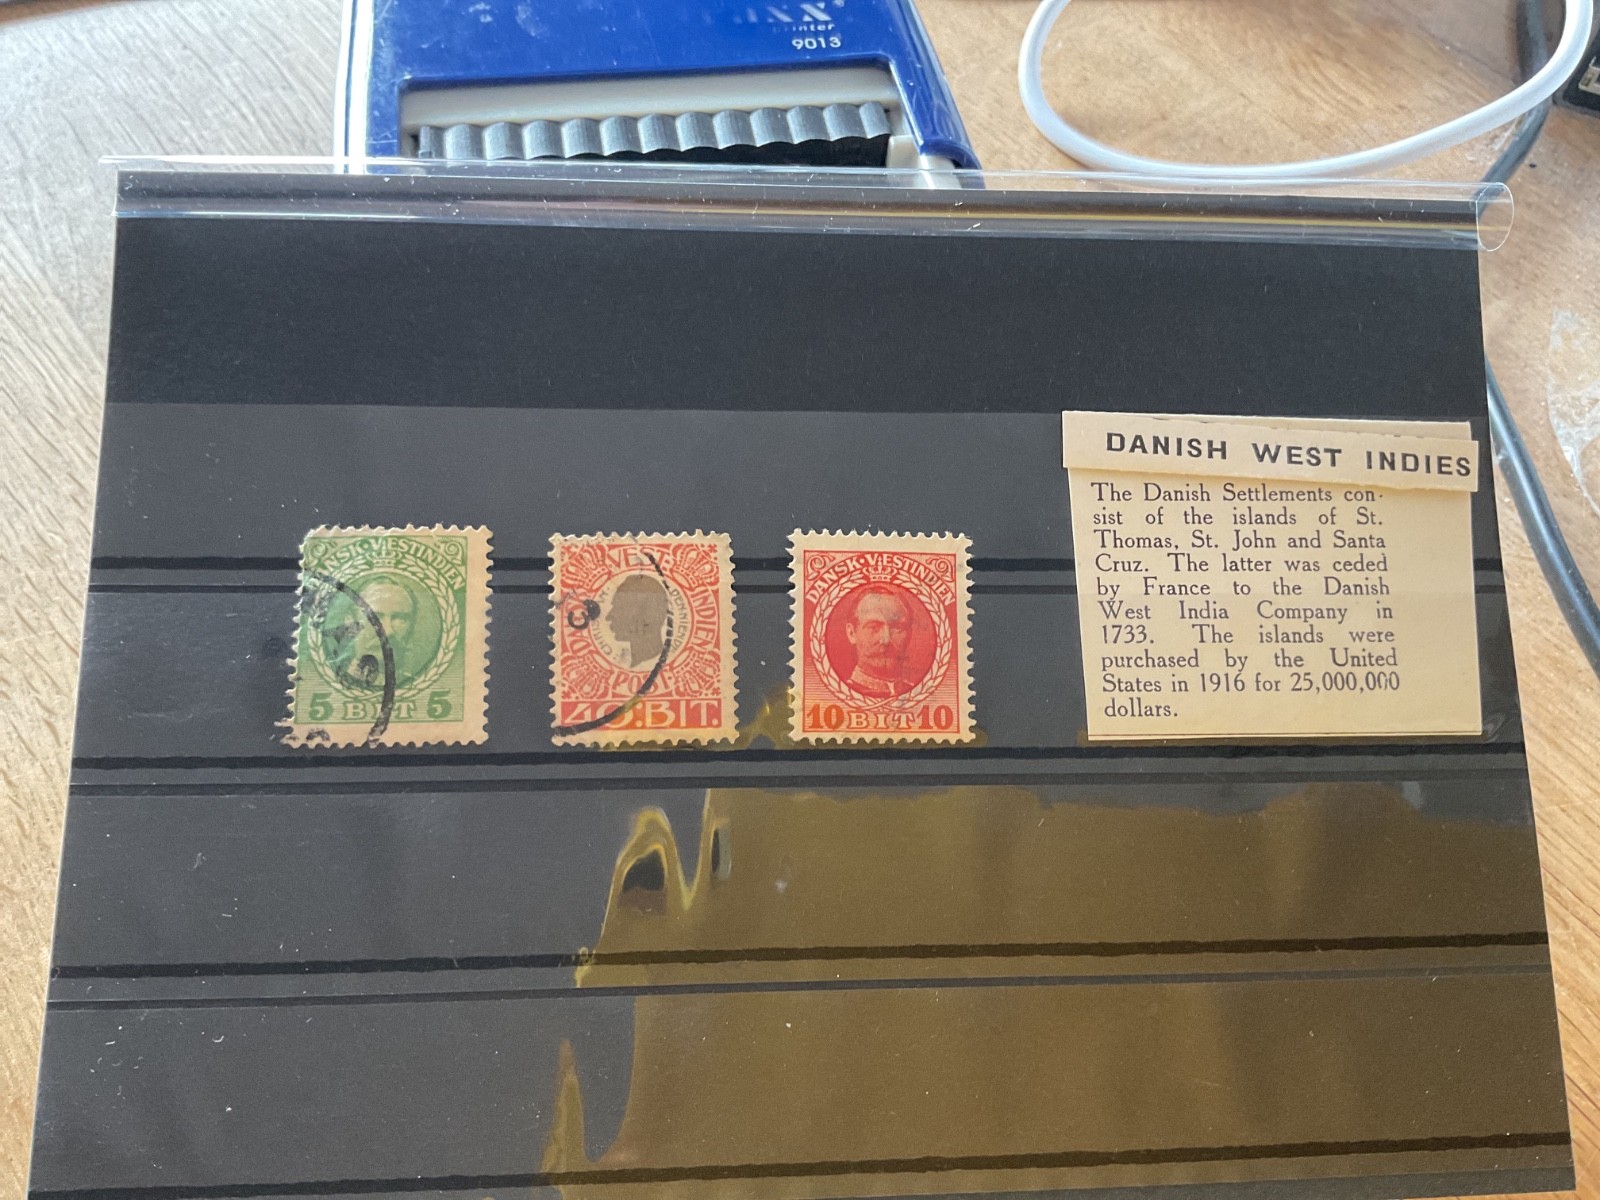 printer
9013
DANISH WEST INDIES
The Danish Settlements con-
sist of the islands of St.
Thomas, St. John and Santa
Cruz. The latter was ceded
by France to the Danish
West India Company in
1733. The islands were
purchased by the United
States in 1916 for 25,000,000
dollars.
DANSK·VESTINDIEN
5 BIT 5
VEST
INDIEN
POST
40:BIT.
3
DANSK·VESTINDIEN
10 BIT 10